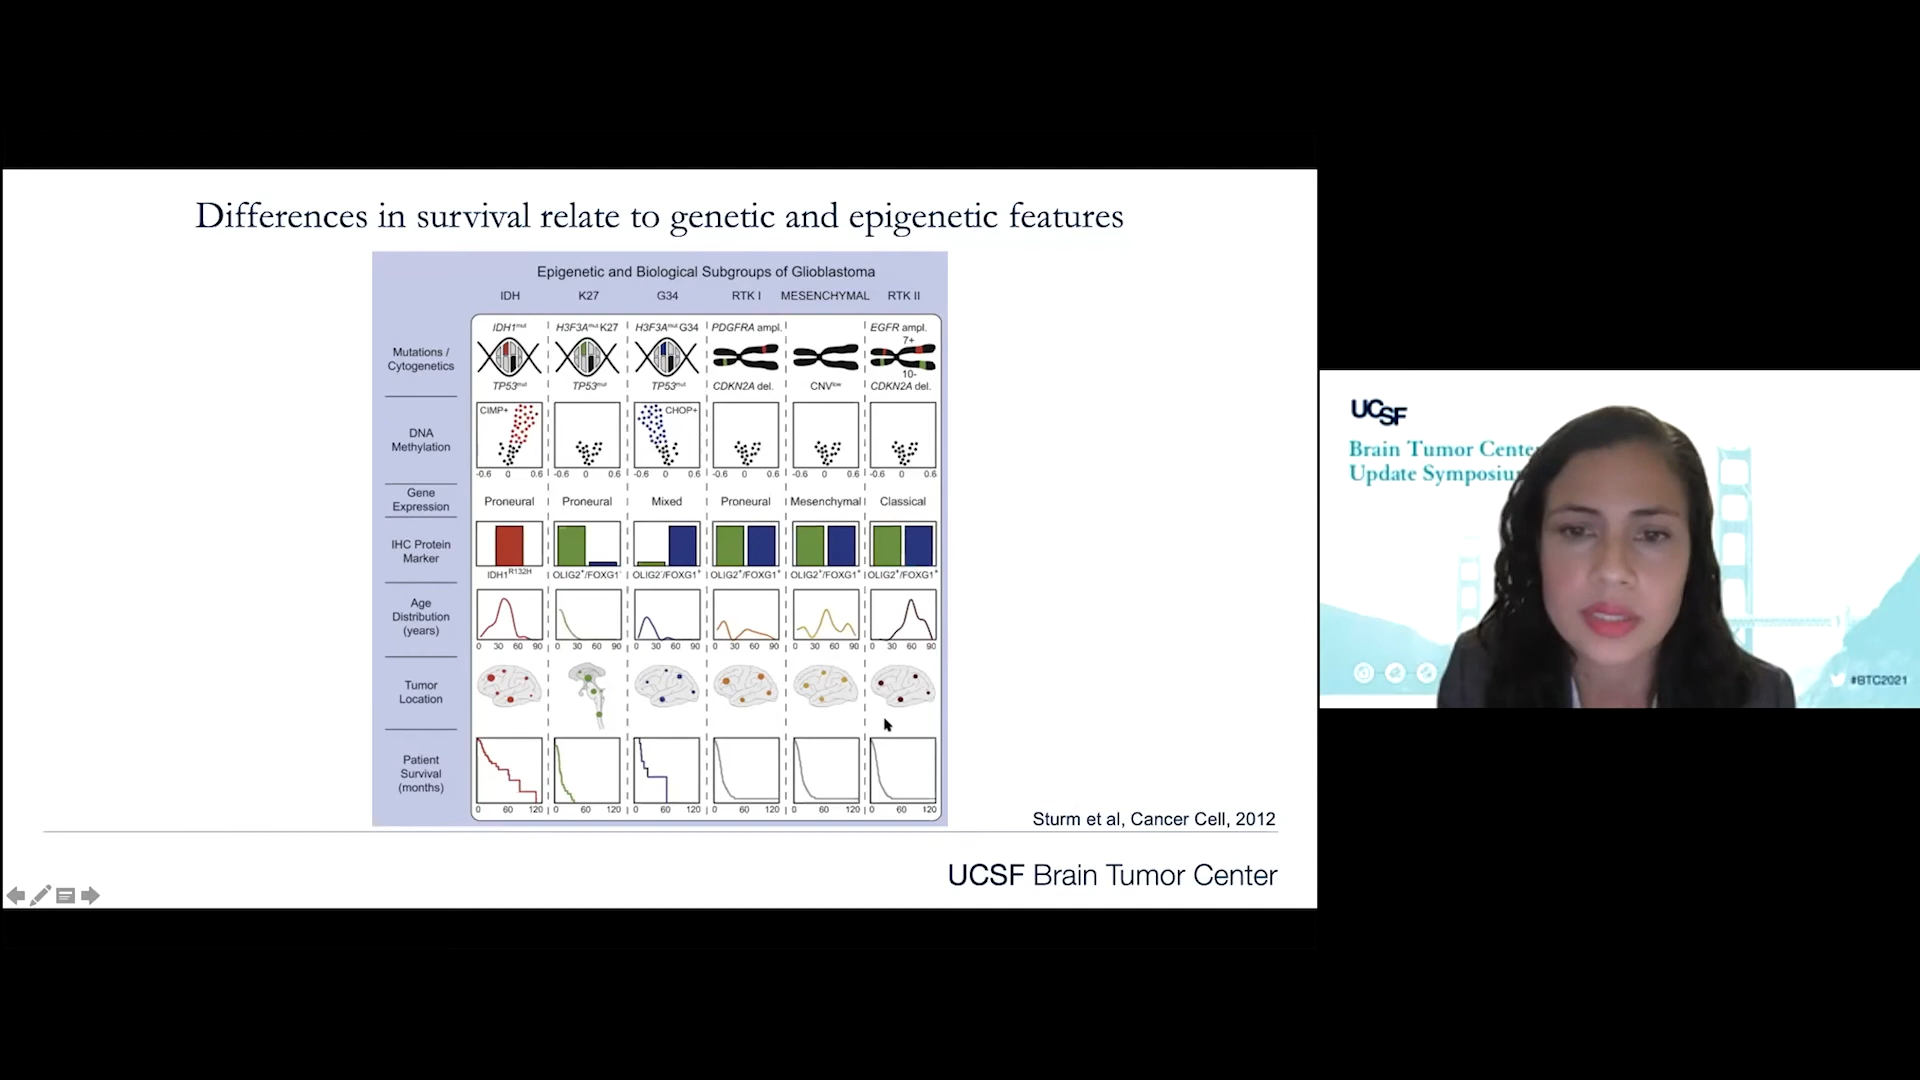 Differences in survival relate to genetic and epigenetic features
Epigenetic and Biological Subgroups of Glioblastoma
IDH K27 G34 RTK I MESENCHYMAL RTK II
Mutations / Cytogenetics
IDH1mut H3F3Amut K27 H3F3Amut G34 PDGFRA ampl. EGFR ampl.
7+
10-
TP53mut TP53mut TP53mut CDKN2A del. CNVlow CDKN2A del.
DNA Methylation
CIMP+ CHOP+
-0.6 0 0.6 -0.6 0 0.6 -0.6 0 0.6 -0.6 0 0.6 -0.6 0 0.6 -0.6 0 0.6
Gene Expression
Proneural Proneural Mixed Proneural Mesenchymal Classical
IHC Protein Marker
IDH1R132H OLIG2+/FOXG1- OLIG2-/FOXG1+ OLIG2+/FOXG1+ OLIG2+/FOXG1+ OLIG2+/FOXG1+
Age Distribution (years)
0 30 60 90 0 30 60 90 0 30 60 90 0 30 60 90 0 30 60 90 0 30 60 90
Tumor Location
Patient Survival (months)
0 60 120 0 60 120 0 60 120 0 60 120 0 60 120 0 60 120
Sturm et al, Cancer Cell, 2012
UCSF Brain Tumor Center
UCSF
Brain Tumor Cente
Update Symposiu
#BTC2021